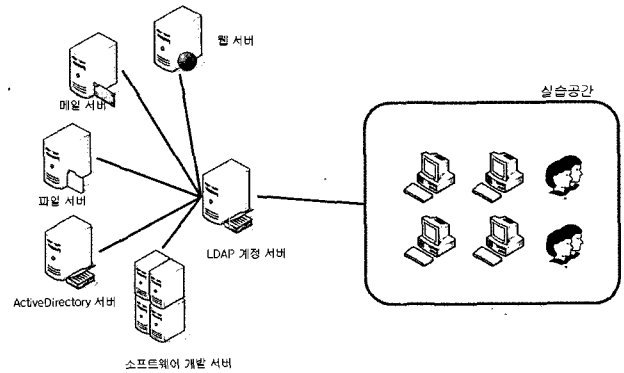 웹 서버
메일 서버
실습공간
파일 서버
LDAP 계정 서버
ActiveDirectory 서버
소프트웨어 개발 서버